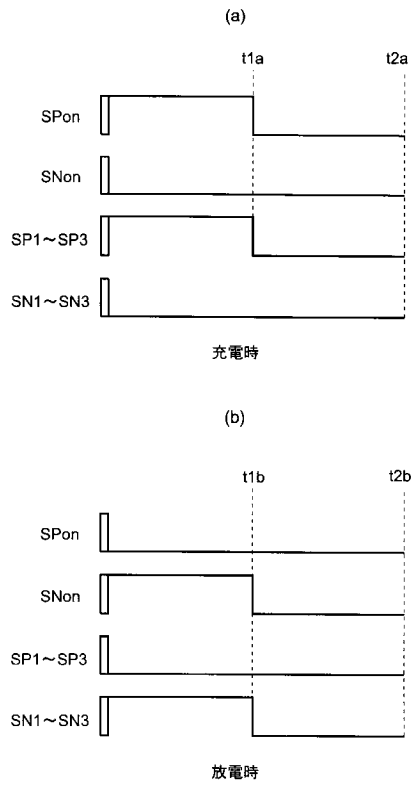 (a)
t1a t2a
SPon
SNon
SP1～SP3
SN1～SN3
充電時
(b)
t1b t2b
SPon
SNon
SP1～SP3
SN1～SN3
放電時